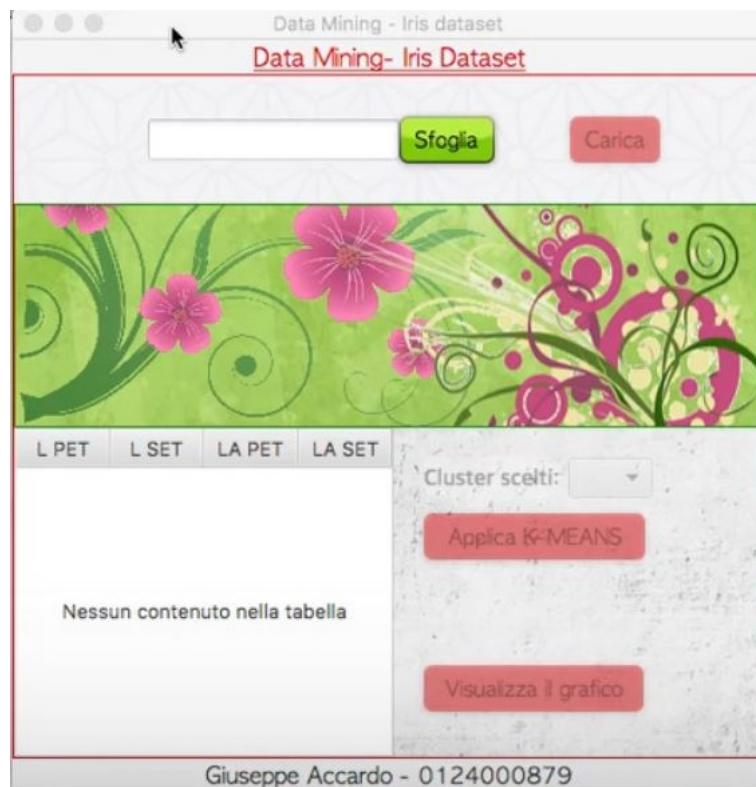 Data Mining - Iris dataset
Data Mining- Iris Dataset
Sfoglia
Carica
L PET L SET LA PET LA SET
Cluster scelti:
Applica K-MEANS
Nessun contenuto nella tabella
Visualizza il grafico
Giuseppe Accardo - 0124000879